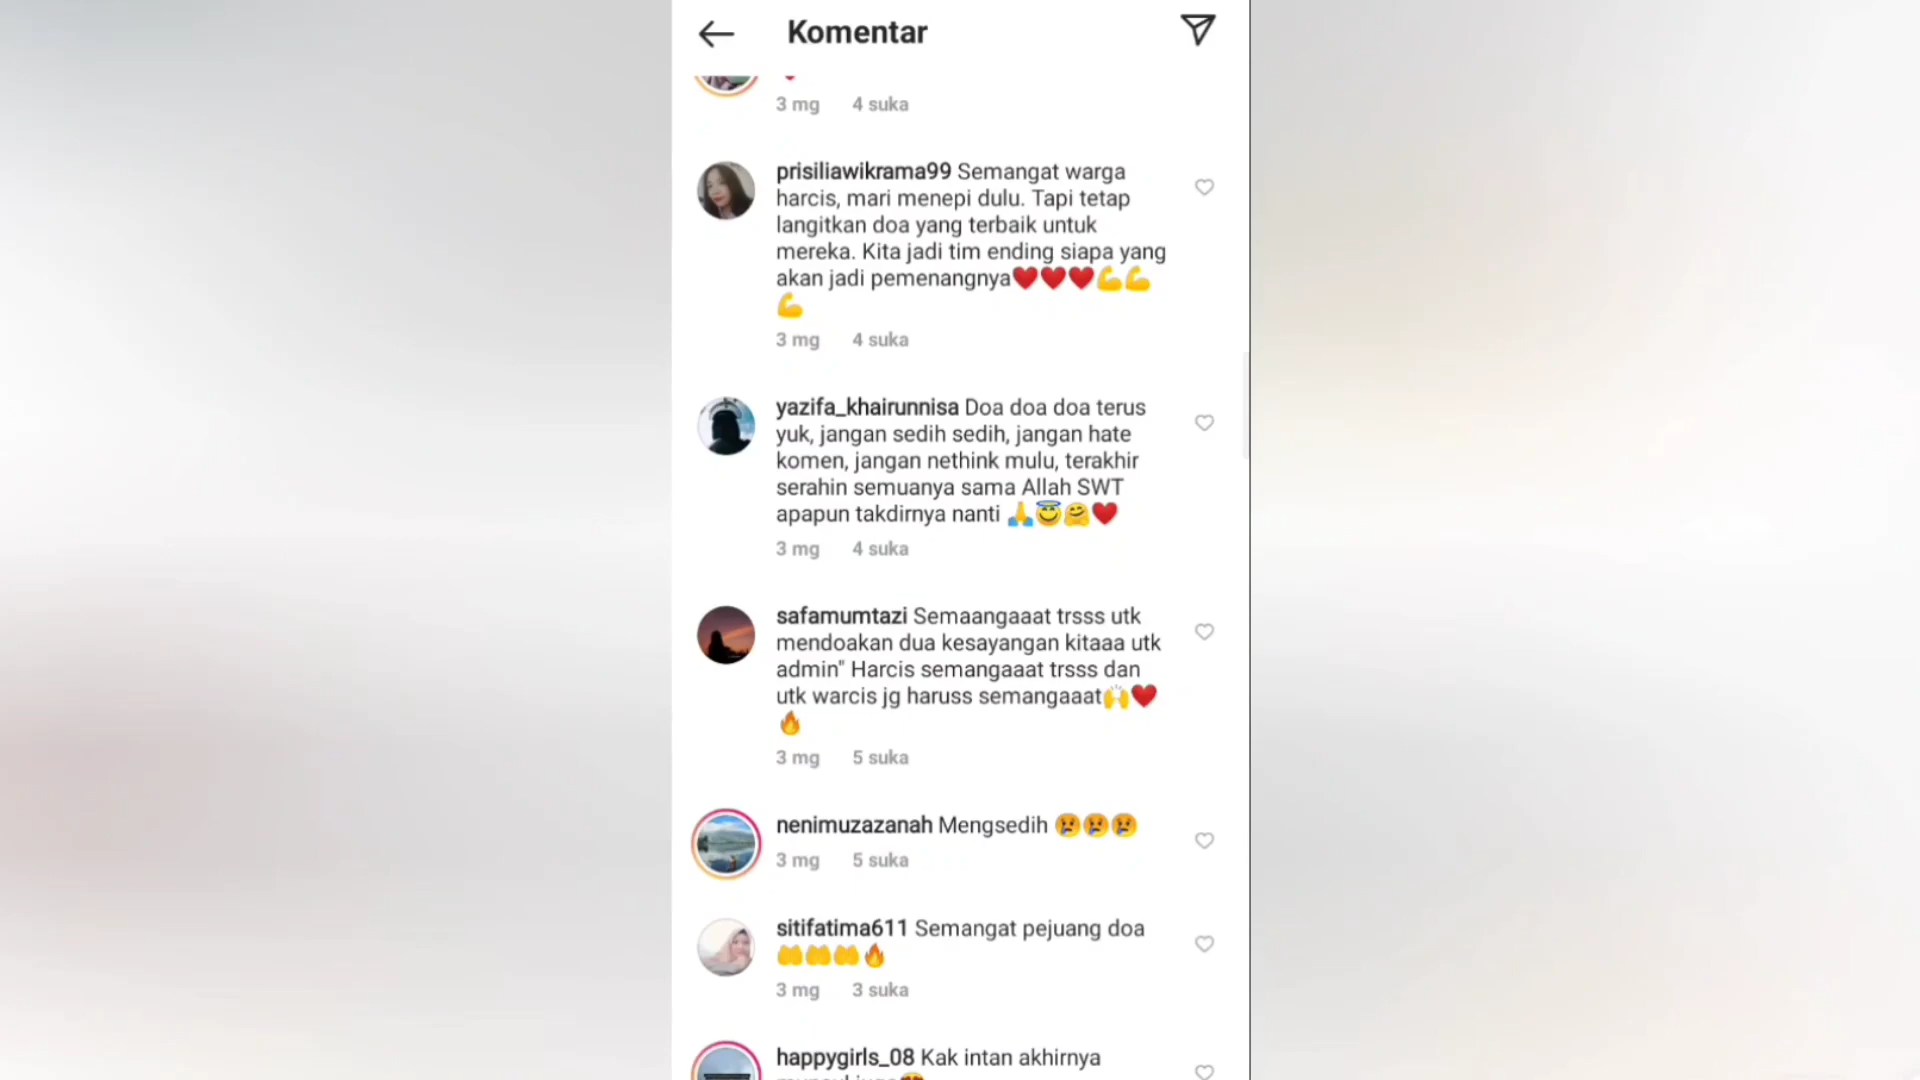 Komentar
3 mg 4 suka
prisiliawikrama99 Semangat warga
harcis, mari menepi dulu. Tapi tetap
langitkan doa yang terbaik untuk
mereka. Kita jadi tim ending siapa yang
akan jadi pemenangnya❤️❤️❤️💪💪
💪
3 mg 4 suka
yazifa_khairunnisa Doa doa doa terus
yuk, jangan sedih sedih, jangan hate
komen, jangan nethink mulu, terakhir
serahin semuanya sama Allah SWT
apapun takdirnya nanti 🙏😇🤗❤️
3 mg 4 suka
safamumtazi Semaangaaat trsss utk
mendoakan dua kesayangan kitaaa utk
admin" Harcis semangaaat trsss dan
utk warcis jg haruss semangaaat🙌❤️
🔥
3 mg 5 suka
nenimuzazanah Mengsedih 😢😢😢
3 mg 5 suka
sitifatima611 Semangat pejuang doa
🤲🤲🤲🔥
3 mg 3 suka
happygirls_08 Kak intan akhirnya